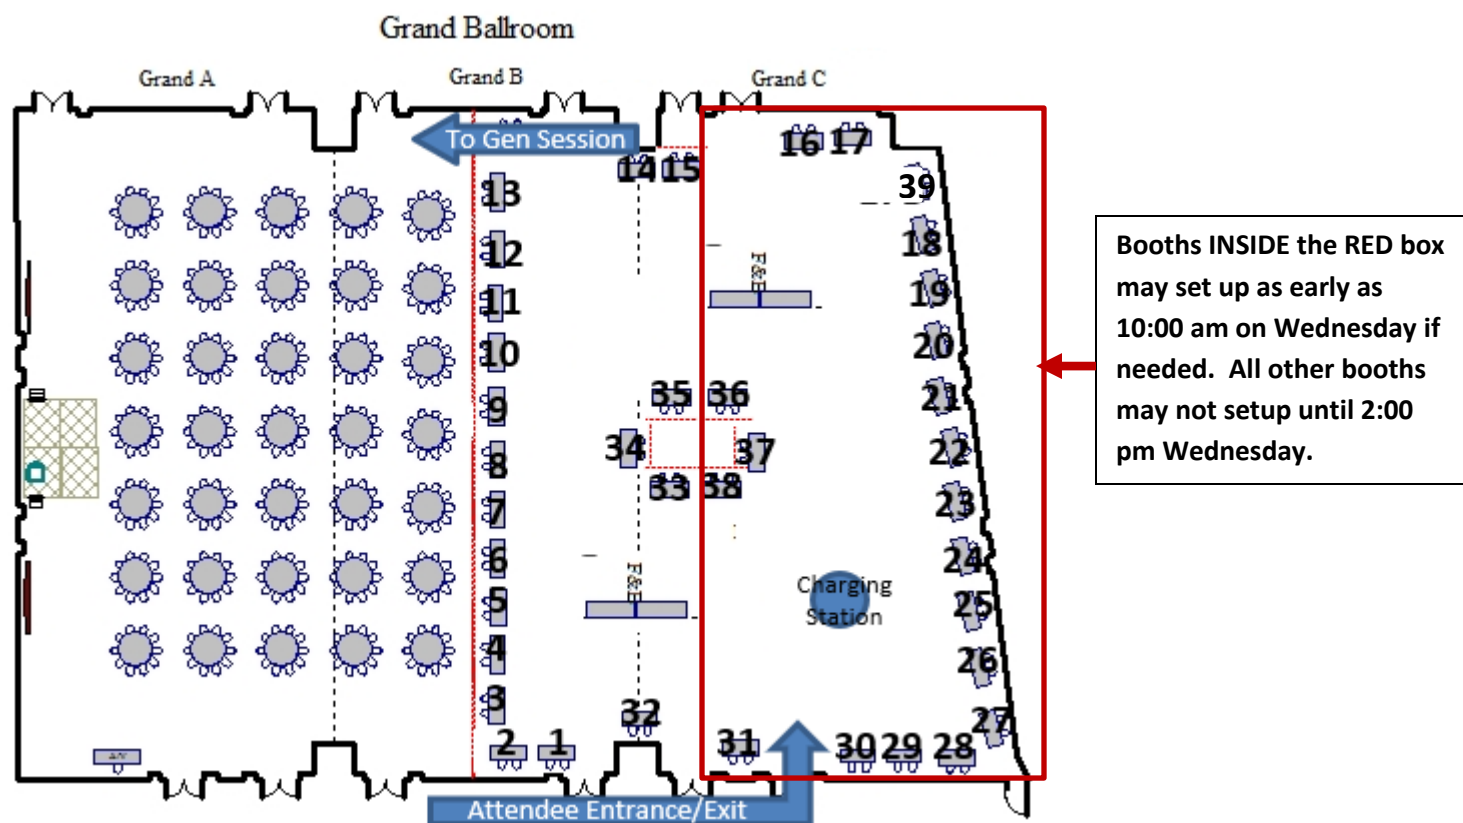 Grand Ballroom
Grand A
Grand B
Grand C
To Gen Session
16
17
14
15
13
39
12
18
11
19
10
20
F&B
9
35
36
21
8
34
37
22
7
33
38
23
6
24
F&B
5
Charging
Station
25
4
26
3
32
27
2
1
31
30
29
28
Attendee Entrance/Exit
Booths INSIDE the RED box
may set up as early as
10:00 am on Wednesday if
needed. All other booths
may not setup until 2:00
pm Wednesday.